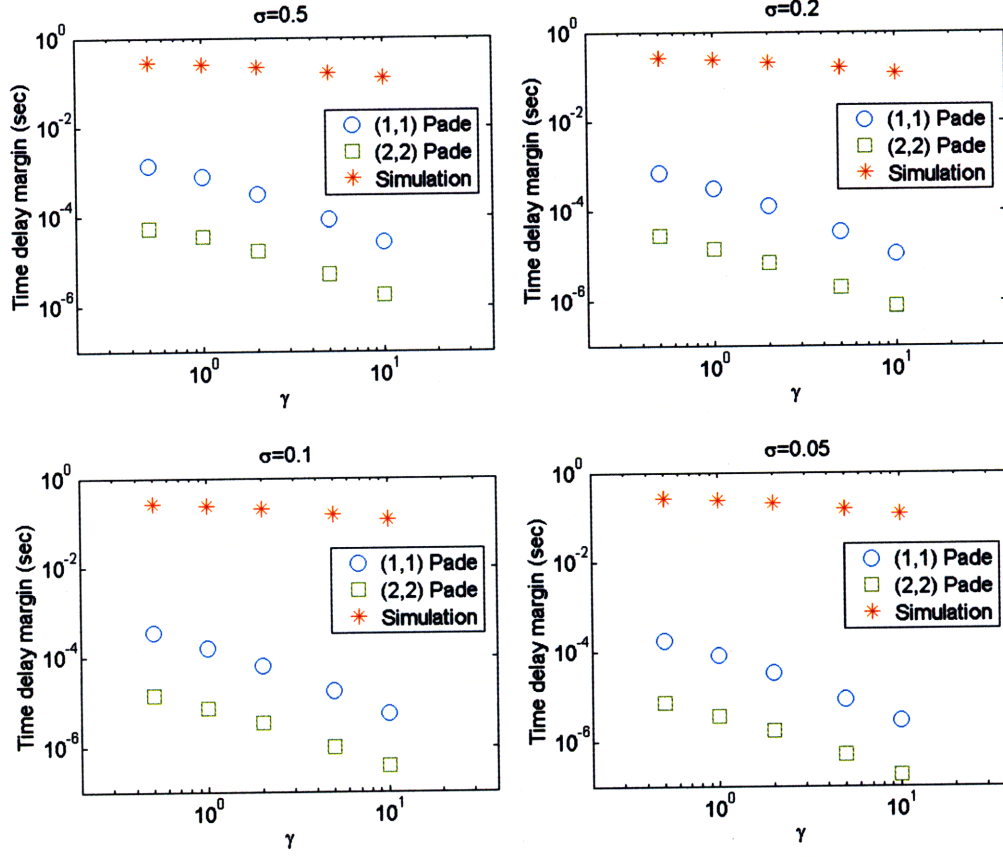 σ=0.5
Time delay margin (sec)
10^0
10^-2
10^-4
10^-6
(1,1) Pade
(2,2) Pade
Simulation
10^0
10^1
γ
σ=0.2
Time delay margin (sec)
10^0
10^-2
10^-4
10^-6
(1,1) Pade
(2,2) Pade
Simulation
10^0
10^1
γ
σ=0.1
Time delay margin (sec)
10^0
10^-2
10^-4
10^-6
(1,1) Pade
(2,2) Pade
Simulation
10^0
10^1
γ
σ=0.05
Time delay margin (sec)
10^0
10^-2
10^-4
10^-6
(1,1) Pade
(2,2) Pade
Simulation
10^0
10^1
γ